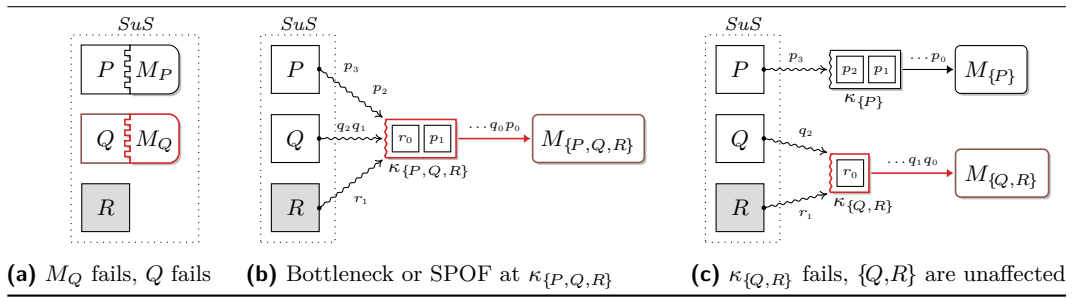 SuS
P M_P
Q M_Q
R
(a) M_Q fails, Q fails
SuS
P
Q
R
p_3
p_2
q_2 q_1
r_1
r_0 p_1
κ_{P,Q,R}
...q_0 p_0
M_{P,Q,R}
(b) Bottleneck or SPOF at κ_{P,Q,R}
SuS
P
Q
R
p_3
p_2 p_1
κ_{P}
...p_0
M_{P}
q_2
r_1
r_0
κ_{Q,R}
...q_1 q_0
M_{Q,R}
(c) κ_{Q,R} fails, {Q,R} are unaffected